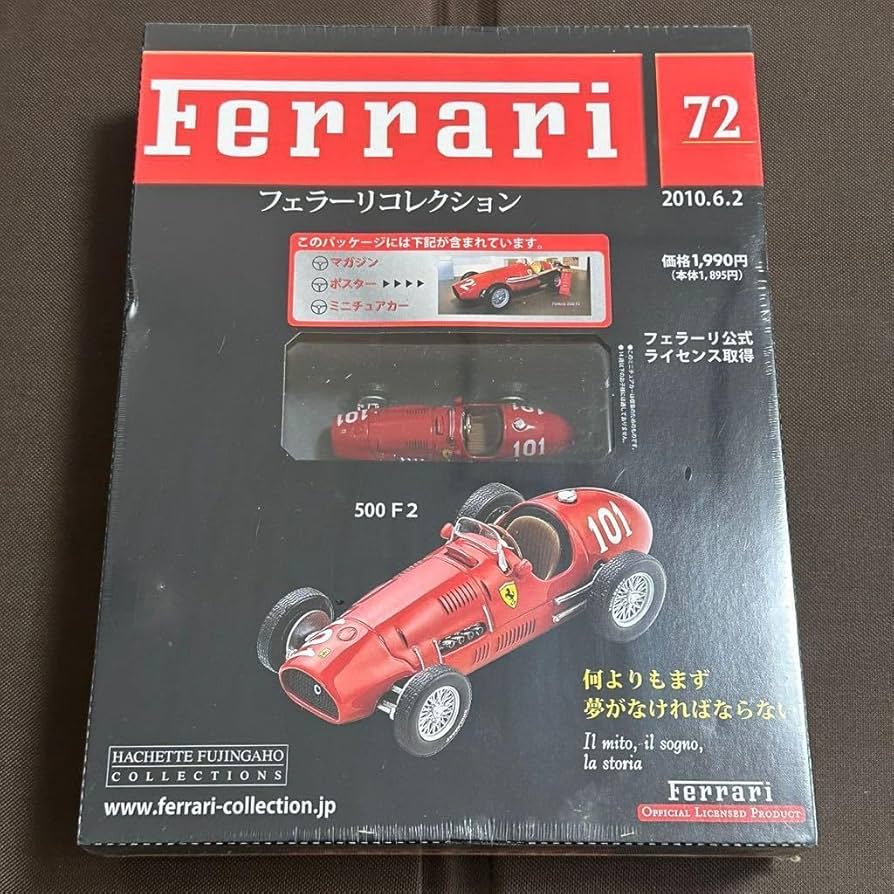 Ferrari
72
フェラーリコレクション
2010.6.2
このパッケージには下記が含まれています。
マガジン
ポスター ▶▶▶▶
ミニチュアカー
価格1,990円
(本体1,895円)
フェラーリ公式
ライセンス取得
101
101
101
500 F2
101
何よりもまず
夢がなければならない
Il mito, il sogno,
la storia
HACHETTE FUJINGAHO
COLLECTIONS
www.ferrari-collection.jp
Ferrari
OFFICIAL LICENSED PRODUCT